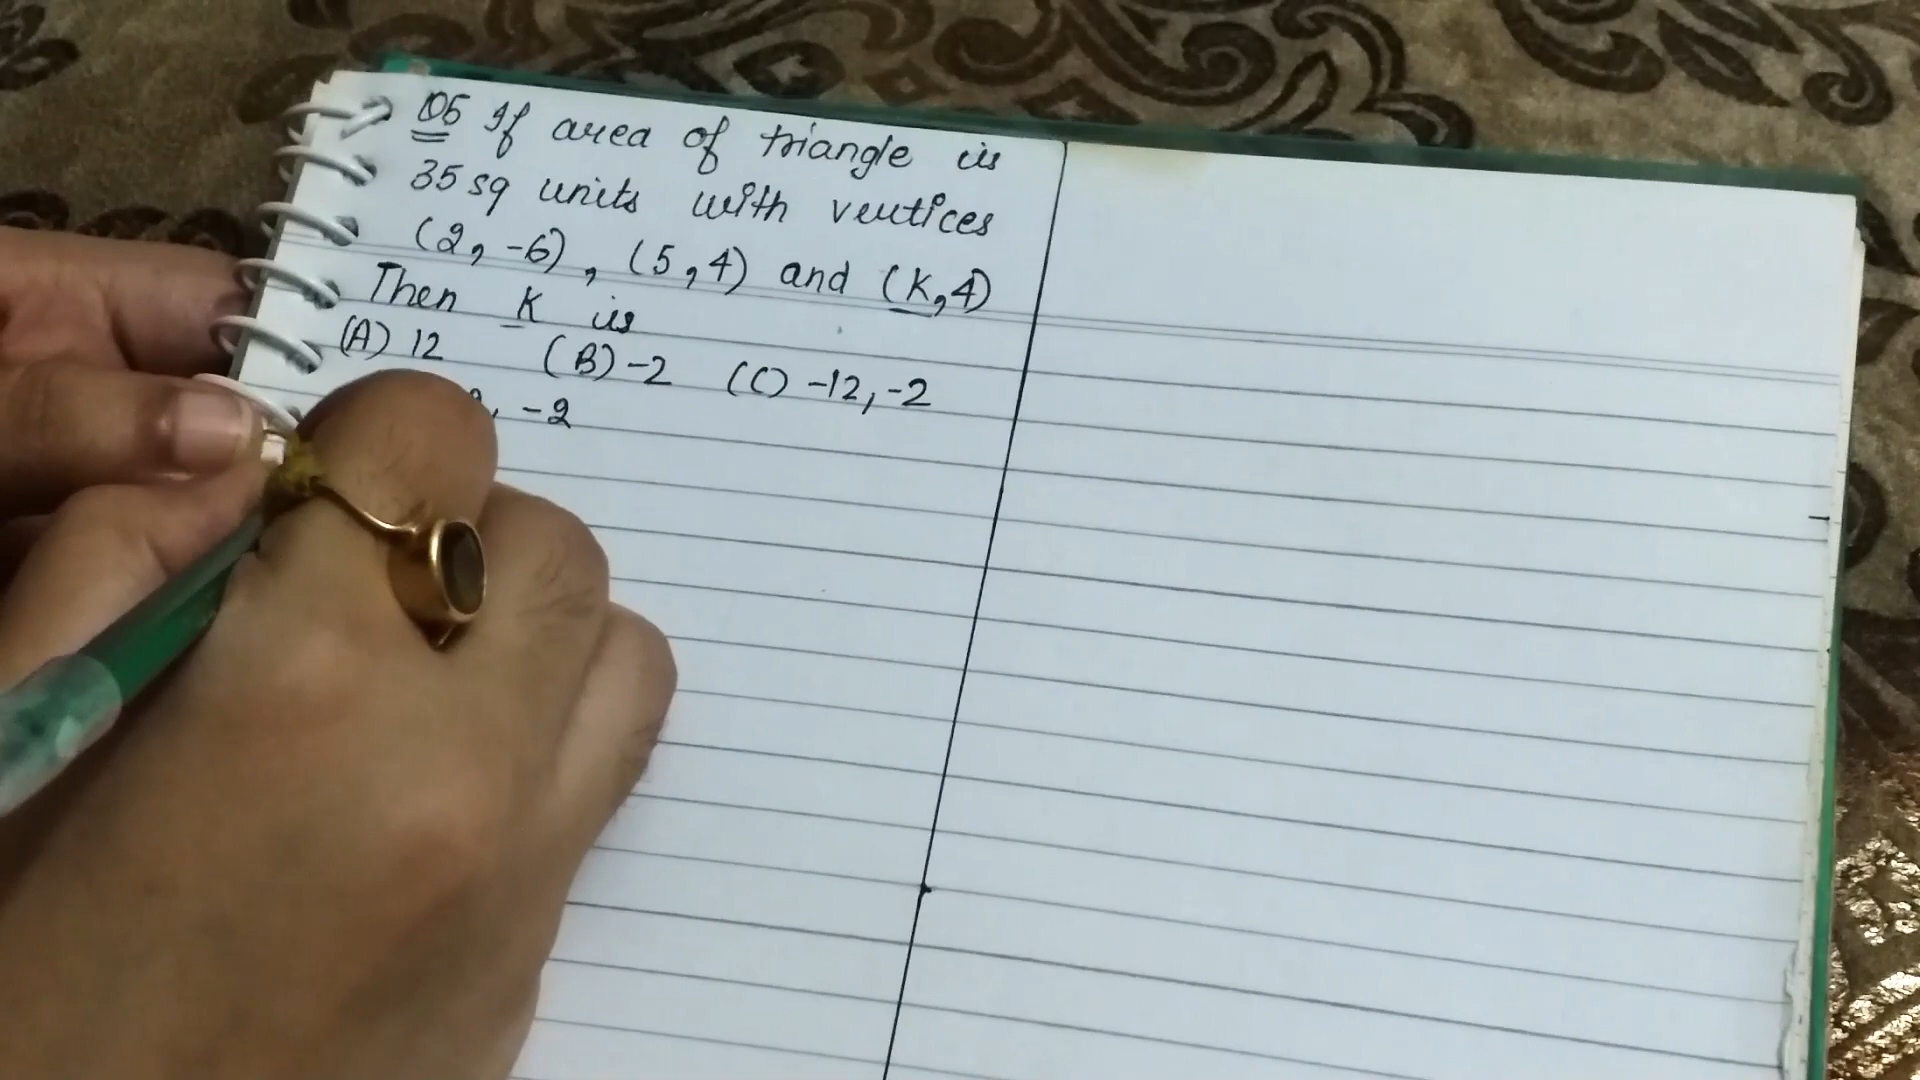 Q5 If area of triangle is
35 sq units with vertices
(2, -6), (5, 4) and (K, 4)
Then K is
(A) 12 (B) -2 (C) -12, -2
, -2